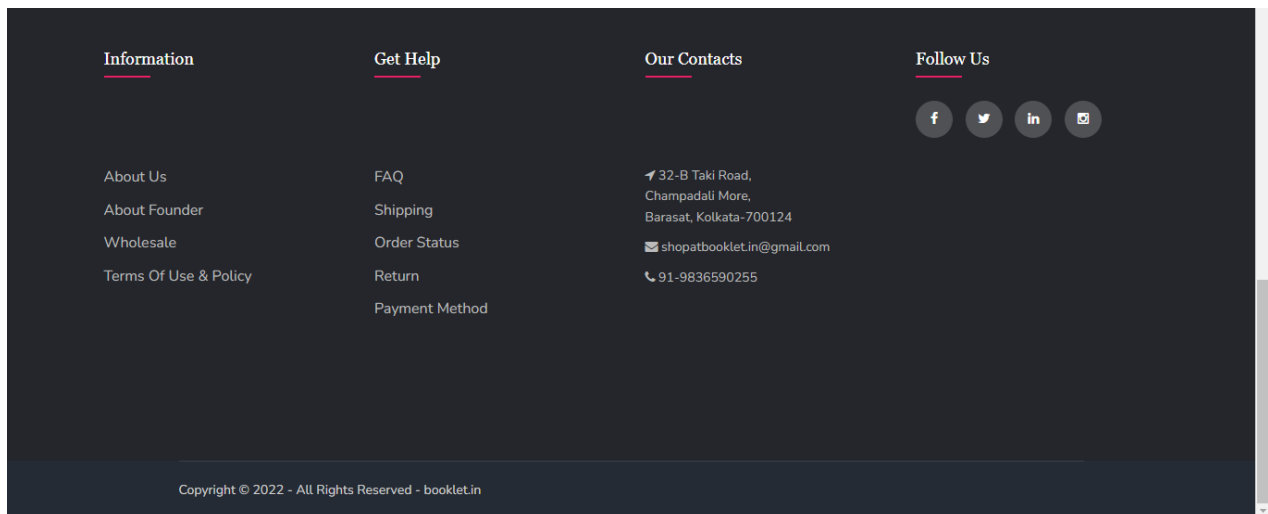 Information
About Us
About Founder
Wholesale
Terms Of Use & Policy
Get Help
FAQ
Shipping
Order Status
Return
Payment Method
Our Contacts
32-B Taki Road,
Champadali More,
Barasat, Kolkata-700124
shopatbooklet.in@gmail.com
91-9836590255
Follow Us
Copyright © 2022 - All Rights Reserved - booklet.in